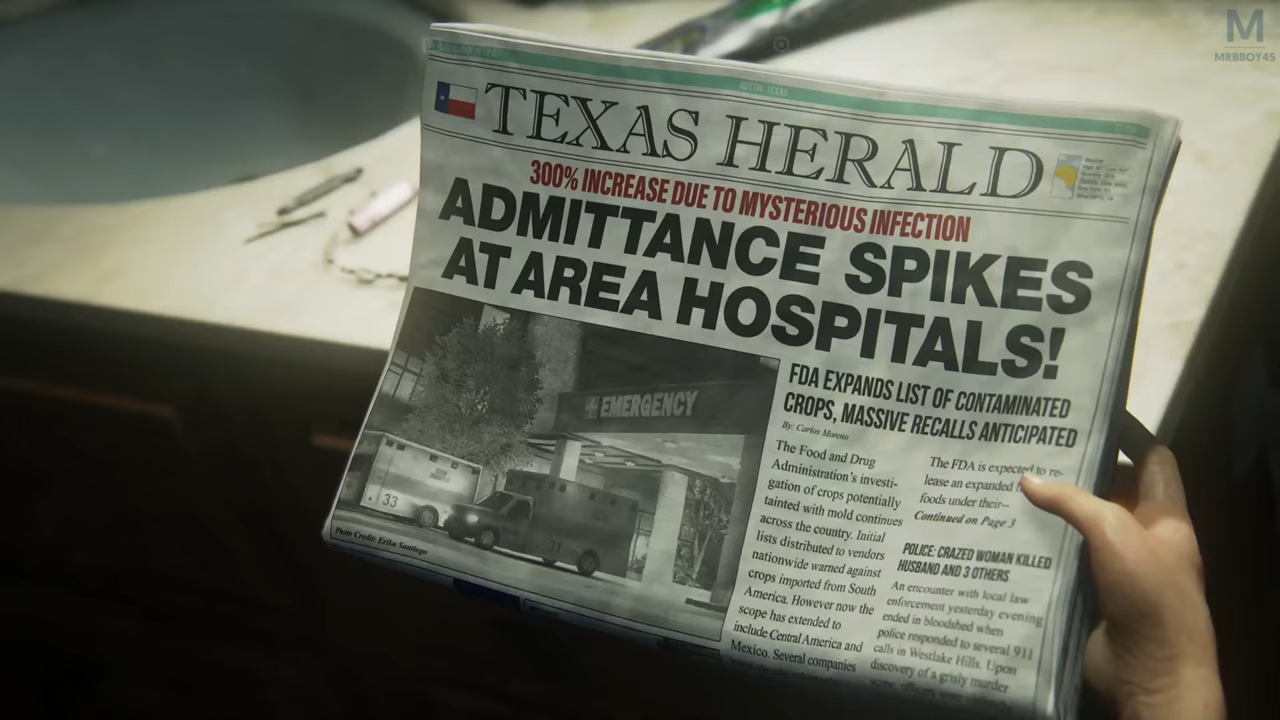 M
MRBBOY45
AUSTIN, TEXAS
TEXAS HERALD
300% INCREASE DUE TO MYSTERIOUS INFECTION
ADMITTANCE SPIKES
AT AREA HOSPITALS!
EMERGENCY
33
Photo Credit: Erika Santiago
FDA EXPANDS LIST OF CONTAMINATED
CROPS, MASSIVE RECALLS ANTICIPATED
By: Carlos Moreno
The Food and Drug
Administration's investi-
gation of crops potentially
tainted with mold continues
across the country. Initial
lists distributed to vendors
nationwide warned against
crops imported from South
America. However now the
scope has extended to
include Central America and
Mexico. Several companies
The FDA is expected to re-
lease an expanded
foods under their--
Continued on Page 3
POLICE: CRAZED WOMAN KILLED
HUSBAND AND 3 OTHERS
An encounter with local law
enforcement yesterday evening
ended in bloodshed when
police responded to several 911
calls in Westlake Hills. Upon
discovery of a grisly murder